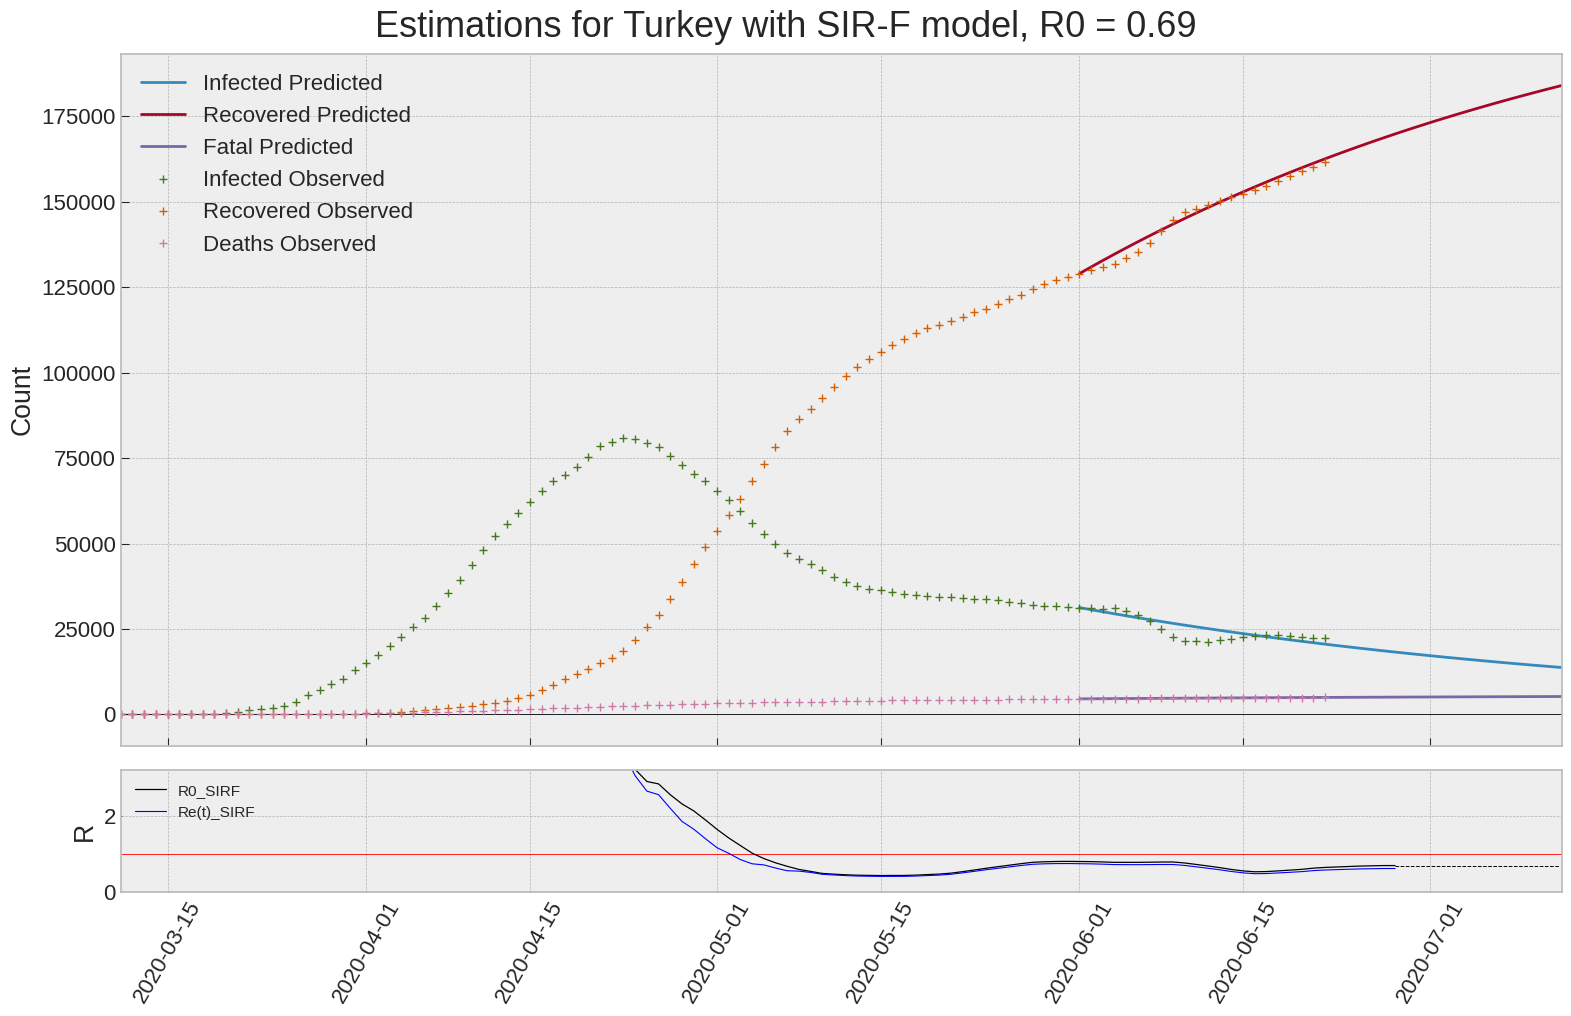 Estimations for Turkey with SIR-F model, R0 = 0.69
Infected Predicted
Recovered Predicted
Fatal Predicted
Infected Observed
Recovered Observed
Deaths Observed
175000
150000
125000
100000
75000
50000
25000
0
Count
R0_SIRF
Re(t)_SIRF
2
0
R
2020-03-15
2020-04-01
2020-04-15
2020-05-01
2020-05-15
2020-06-01
2020-06-15
2020-07-01